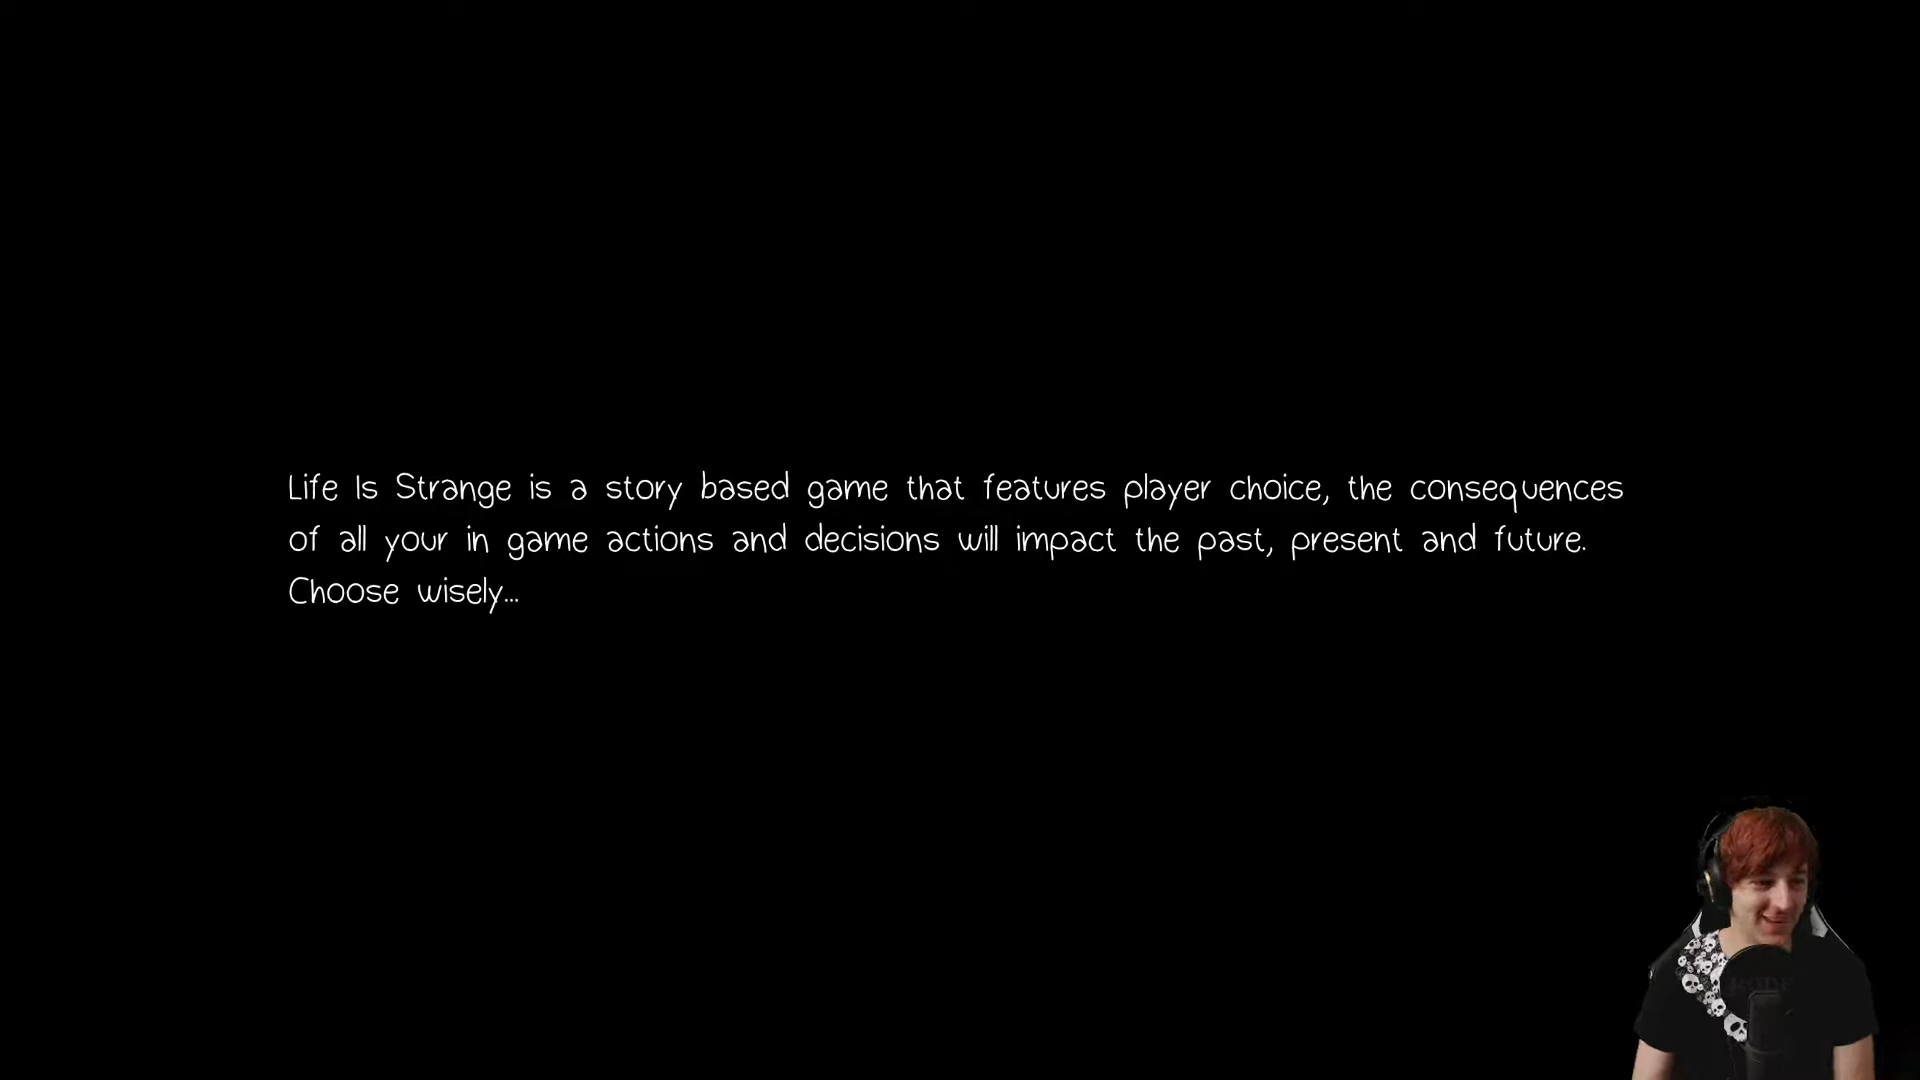 Life Is Strange is a story based game that features player choice, the consequences
of all your in game actions and decisions will impact the past, present and future.
Choose wisely...
RØDE